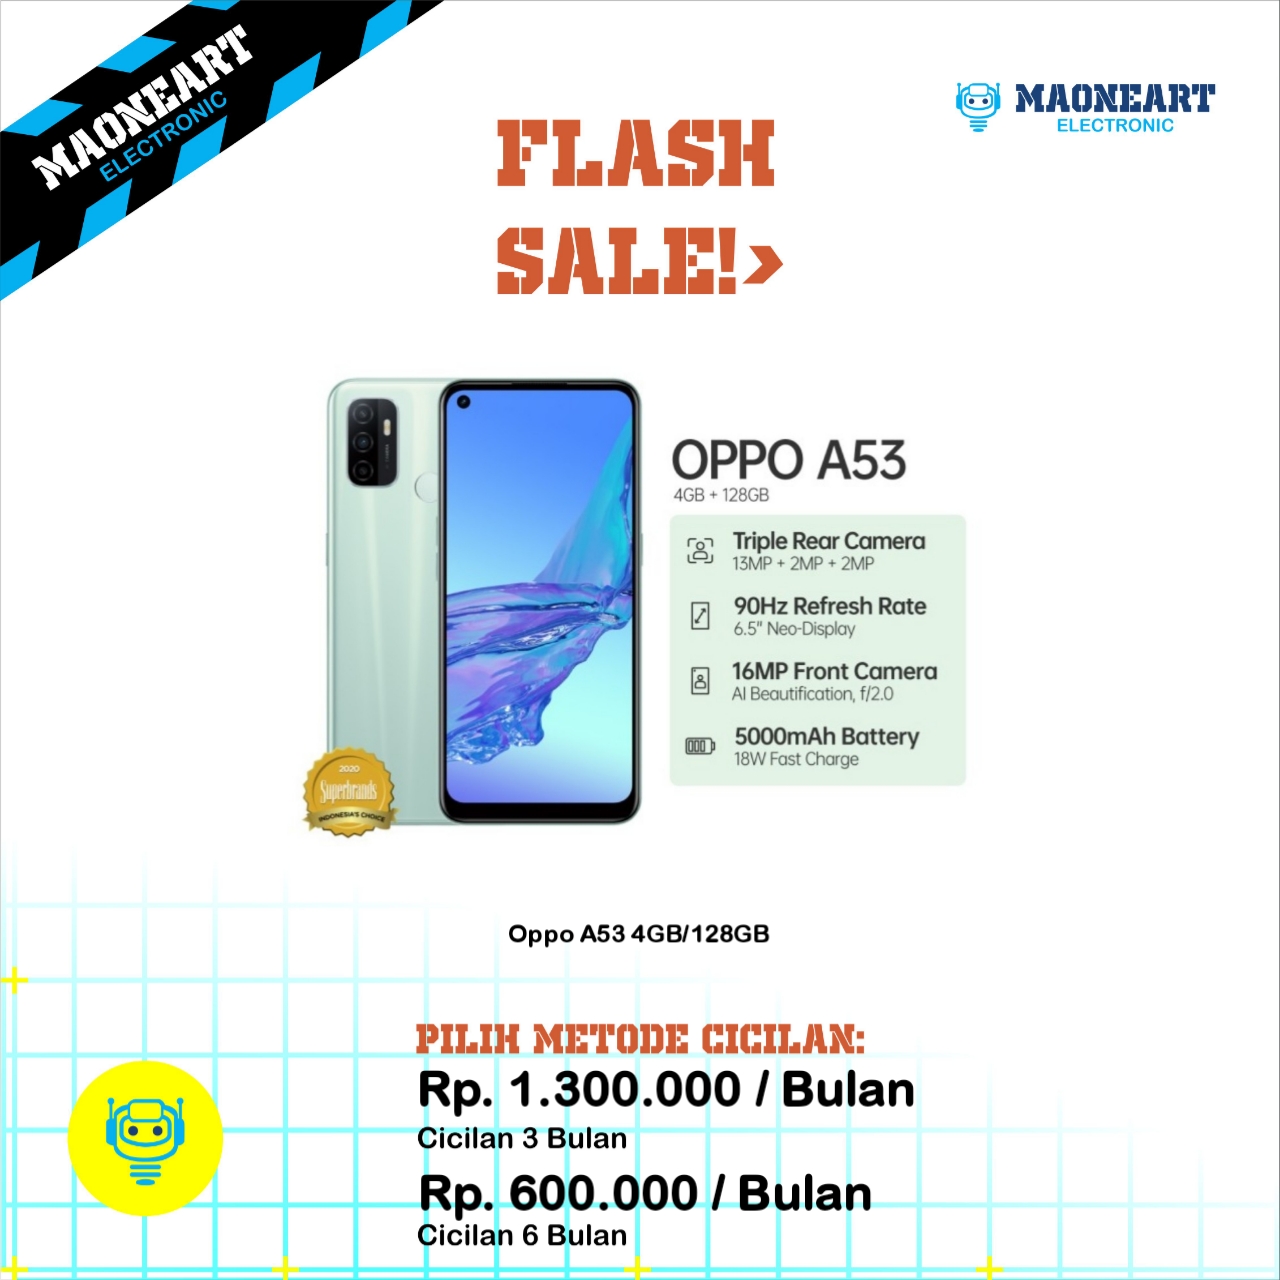 MAONEART
ELECTRONIC
MAONEART
ELECTRONIC
FLASH
SALE!>
OPPO A53
4GB + 128GB
Triple Rear Camera
13MP + 2MP + 2MP
90Hz Refresh Rate
6.5" Neo-Display
16MP Front Camera
AI Beautification, f/2.0
5000mAh Battery
18W Fast Charge
2020
Superbrands
INDONESIA'S CHOICE
Oppo A53 4GB/128GB
PILIH METODE CICILAN:
Rp. 1.300.000 / Bulan
Cicilan 3 Bulan
Rp. 600.000 / Bulan
Cicilan 6 Bulan